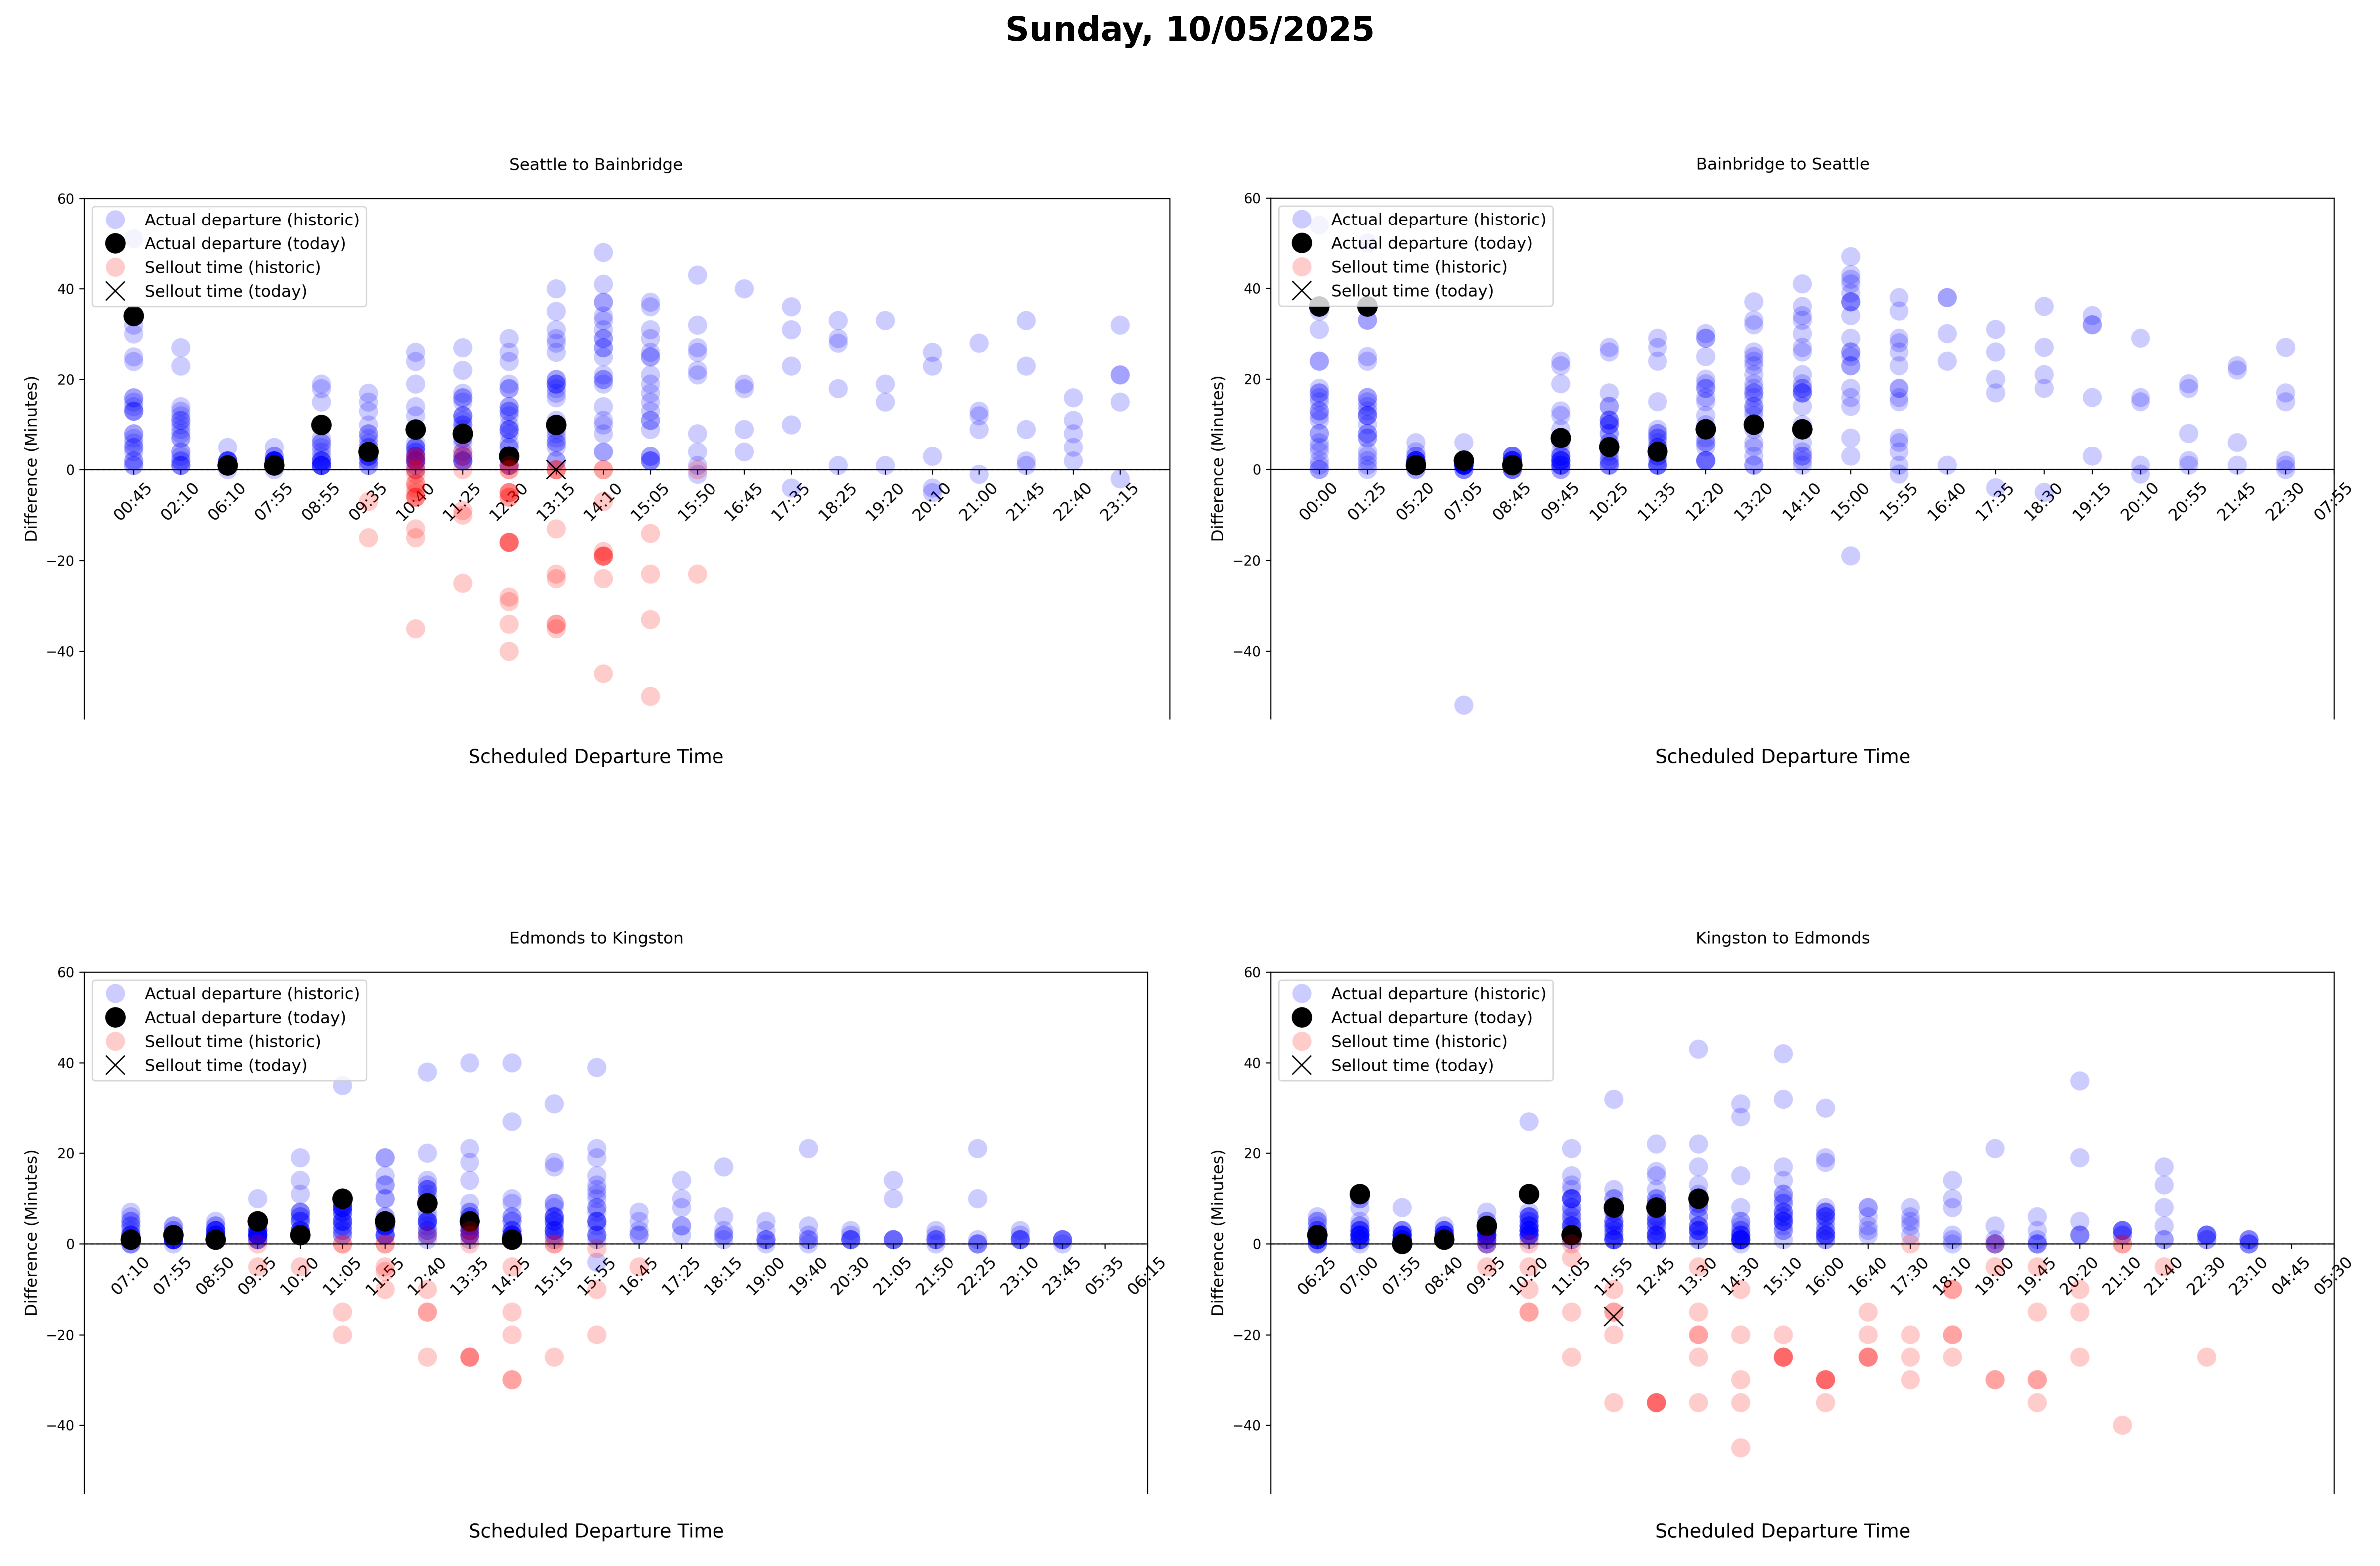 Sunday, 10/05/2025
Seattle to Bainbridge
60
40
20
0
−20
−40
Difference (Minutes)
Actual departure (historic)
Actual departure (today)
Sellout time (historic)
Sellout time (today)
00:45 02:10 06:10 07:55 08:55 09:35 10:40 11:25 12:30 13:15 14:10 15:05 15:50 16:45 17:35 18:25 19:20 20:10 21:00 21:45 22:40 23:15
Scheduled Departure Time
Bainbridge to Seattle
60
40
20
0
−20
−40
Difference (Minutes)
Actual departure (historic)
Actual departure (today)
Sellout time (historic)
Sellout time (today)
00:00 01:25 05:20 07:05 08:45 09:45 10:25 11:35 12:20 13:20 14:10 15:00 15:55 16:40 17:35 18:30 19:15 20:10 20:55 21:45 22:30 07:55
Scheduled Departure Time
Edmonds to Kingston
60
40
20
0
−20
−40
Difference (Minutes)
Actual departure (historic)
Actual departure (today)
Sellout time (historic)
Sellout time (today)
07:10 07:55 08:50 09:35 10:20 11:05 11:55 12:40 13:35 14:25 15:15 15:55 16:45 17:25 18:15 19:00 19:40 20:30 21:05 21:50 22:25 23:10 23:45 05:35 06:15
Scheduled Departure Time
Kingston to Edmonds
60
40
20
0
−20
−40
Difference (Minutes)
Actual departure (historic)
Actual departure (today)
Sellout time (historic)
Sellout time (today)
06:25 07:00 07:55 08:40 09:35 10:20 11:05 11:55 12:45 13:30 14:30 15:10 16:00 16:40 17:30 18:10 19:00 19:45 20:20 21:10 21:40 22:30 23:10 04:45 05:30
Scheduled Departure Time